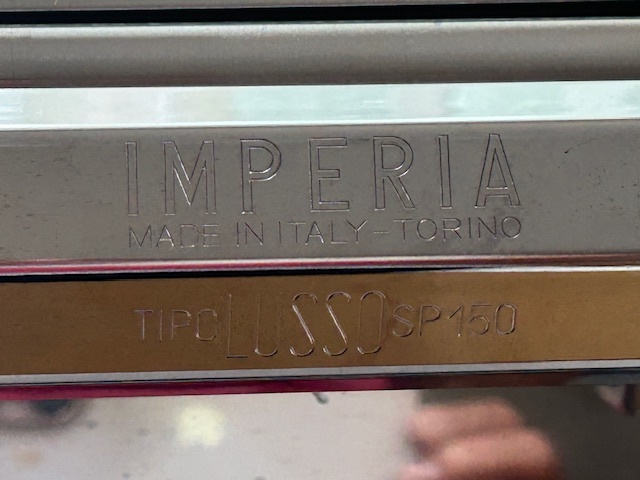 IMPERIA
MADE IN ITALY-TORINO
TIPO LUSSO SP150